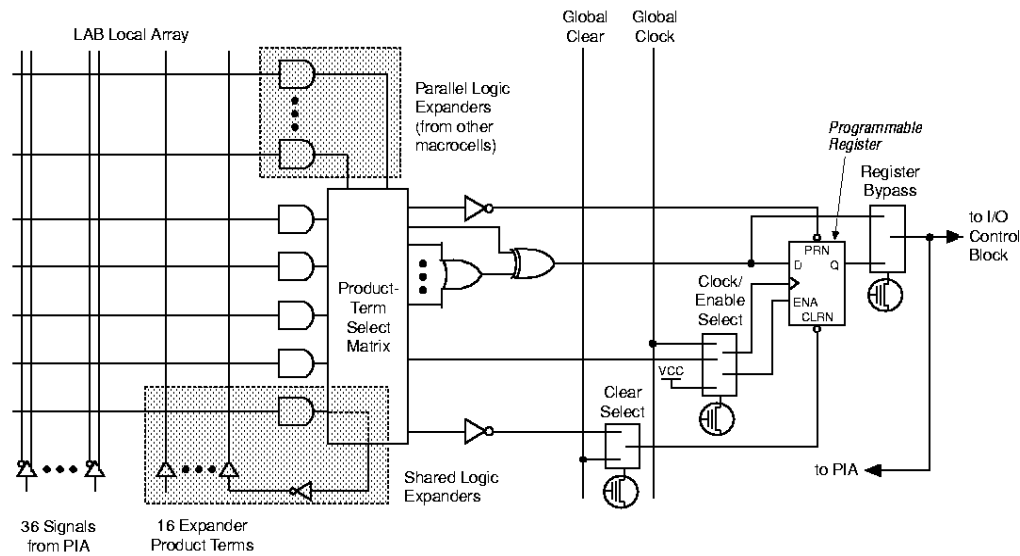 LAB Local Array
Global
Clear
Global
Clock
Parallel Logic
Expanders
(from other
macrocells)
Programmable
Register
Register
Bypass
to I/O
Control
Block
PRN
D
Q
ENA
CLRN
Product-
Term
Select
Matrix
Clock/
Enable
Select
VCC
Clear
Select
to PIA
Shared Logic
Expanders
36 Signals
from PIA
16 Expander
Product Terms